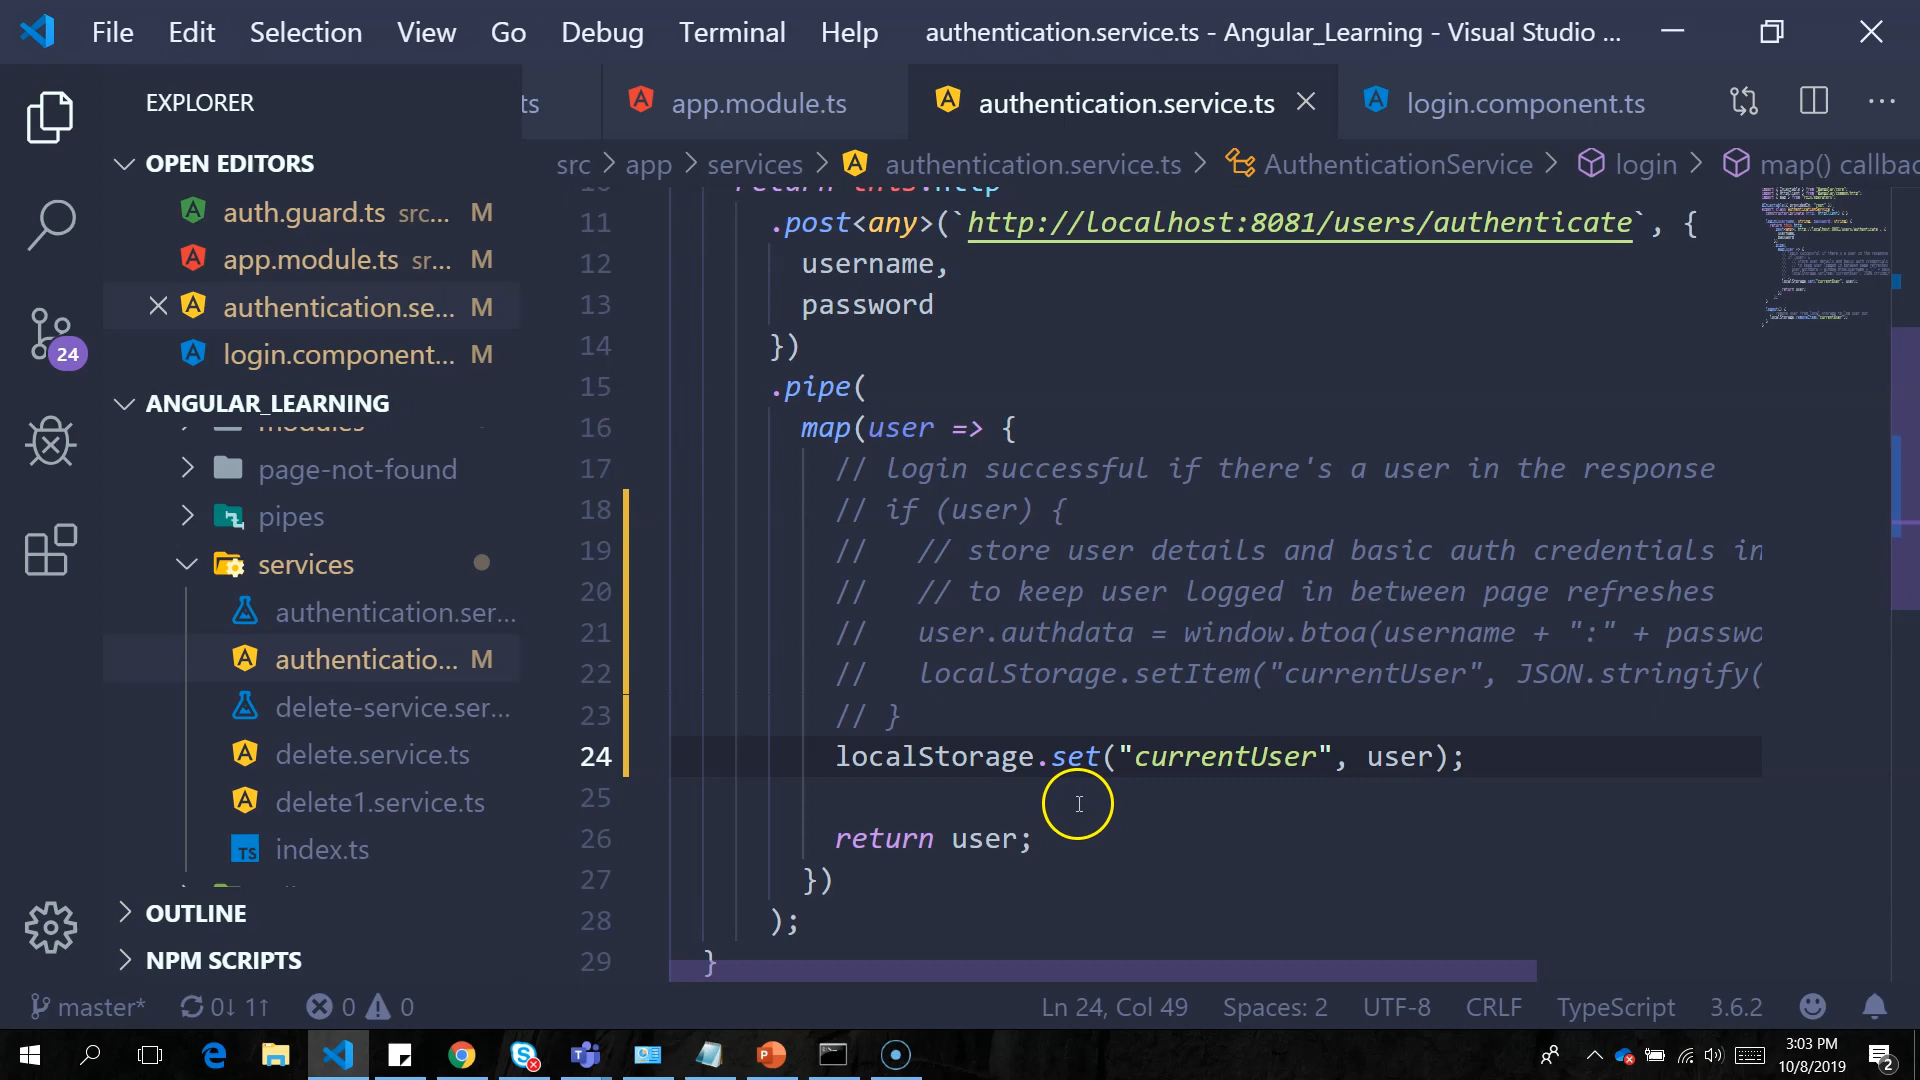 File Edit Selection View Go Debug Terminal Help authentication.service.ts - Angular_Learning - Visual Studio ...
EXPLORER
ts app.module.ts authentication.service.ts login.component.ts
OPEN EDITORS
src > app > services > authentication.service.ts > AuthenticationService > login > map() callbac
auth.guard.ts src... M
app.module.ts sr... M
authentication.se... M
login.component... M
ANGULAR_LEARNING
modules
page-not-found
pipes
services
authentication.ser...
authenticatio... M
delete-service.ser...
delete.service.ts
delete1.service.ts
index.ts
OUTLINE
NPM SCRIPTS
24
10 return this.http
11 .post<any>(`http://localhost:8081/users/authenticate`, {
12 username,
13 password
14 })
15 .pipe(
16 map(user => {
17 // login successful if there's a user in the response
18 // if (user) {
19 // // store user details and basic auth credentials in
20 // // to keep user logged in between page refreshes
21 // user.authdata = window.btoa(username + ":" + passwo
22 // localStorage.setItem("currentUser", JSON.stringify(
23 // }
24 localStorage.set("currentUser", user);
25
26 return user;
27 })
28 );
29 }
master* 0↓ 1↑ 0 0 Ln 24, Col 49 Spaces: 2 UTF-8 CRLF TypeScript 3.6.2
3:03 PM
10/8/2019
2